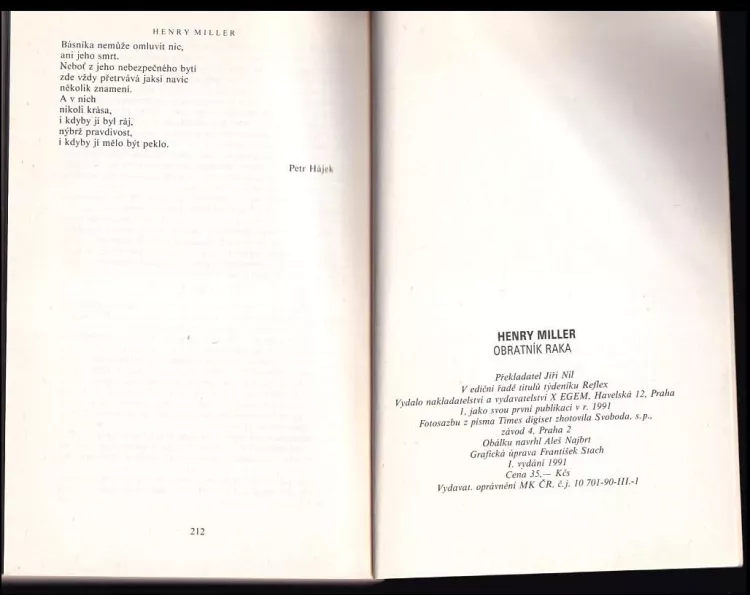 HENRY MILLER
Básníka nemůže omluvit nic,
ani jeho smrt.
Neboť z jeho nebezpečného bytí
zde vždy přetrvává jaksi navíc
několik znamení.
A v nich
nikoli krása,
i kdyby jí byl ráj,
nýbrž pravdivost,
i kdyby jí mělo být peklo.
Petr Hájek
212
HENRY MILLER
OBRATNÍK RAKA
Překladatel Jiří Nil
V ediční řadě titulů týdeníku Reflex
Vydalo nakladatelství a vydavatelství X EGEM, Havelská 12, Praha
1, jako svou první publikaci v r. 1991
Fotosazbu z písma Times digiset zhotovila Svoboda, s.p.,
závod 4, Praha 2
Obálku navrhl Aleš Najbrt
Grafická úprava František Stach
I. vydání 1991
Cena 35,— Kčs
Vydavat. oprávnění MK ČR, č.j. 10 701-90-III.-1